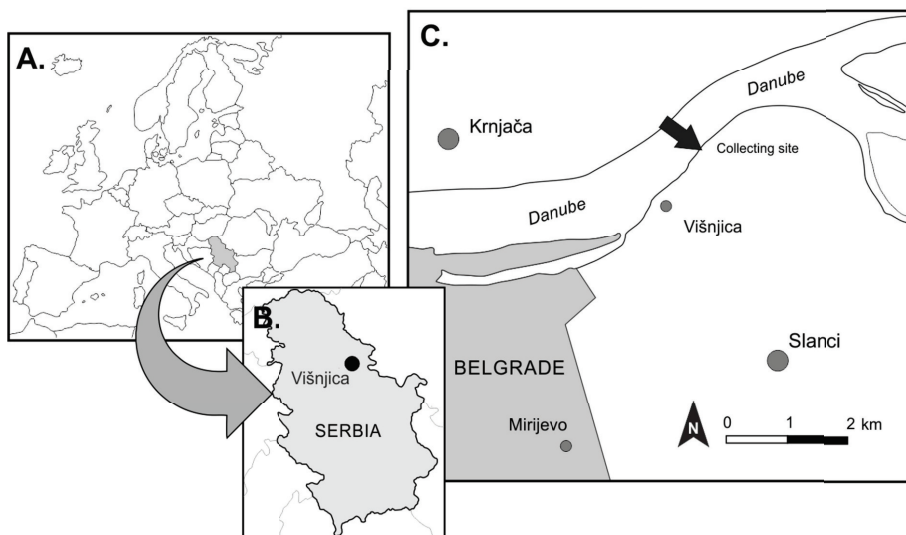 A.
B.
Višnjica
SERBIA
C.
Danube
Krnjača
Collecting site
Danube
Višnjica
Slanci
BELGRADE
Mirijevo
N
0 1 2 km